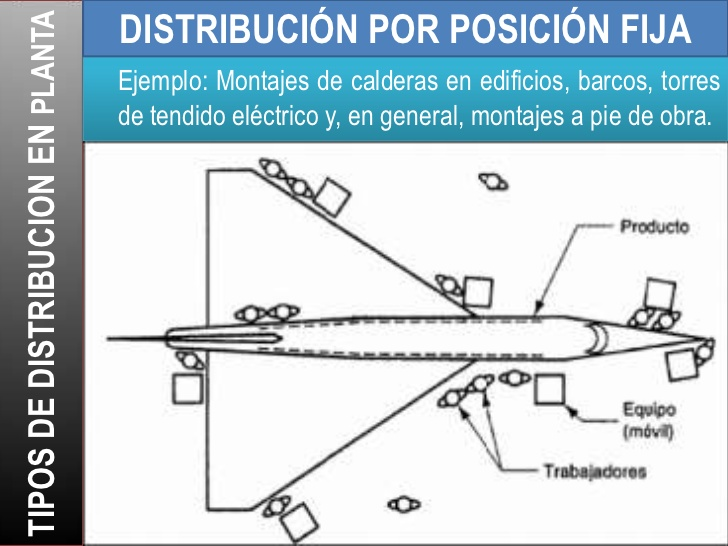 TIPOS DE DISTRIBUCION EN PLANTA
DISTRIBUCIÓN POR POSICIÓN FIJA
Ejemplo: Montajes de calderas en edificios, barcos, torres
de tendido eléctrico y, en general, montajes a pie de obra.
Producto
Equipo
(móvil)
Trabajadores